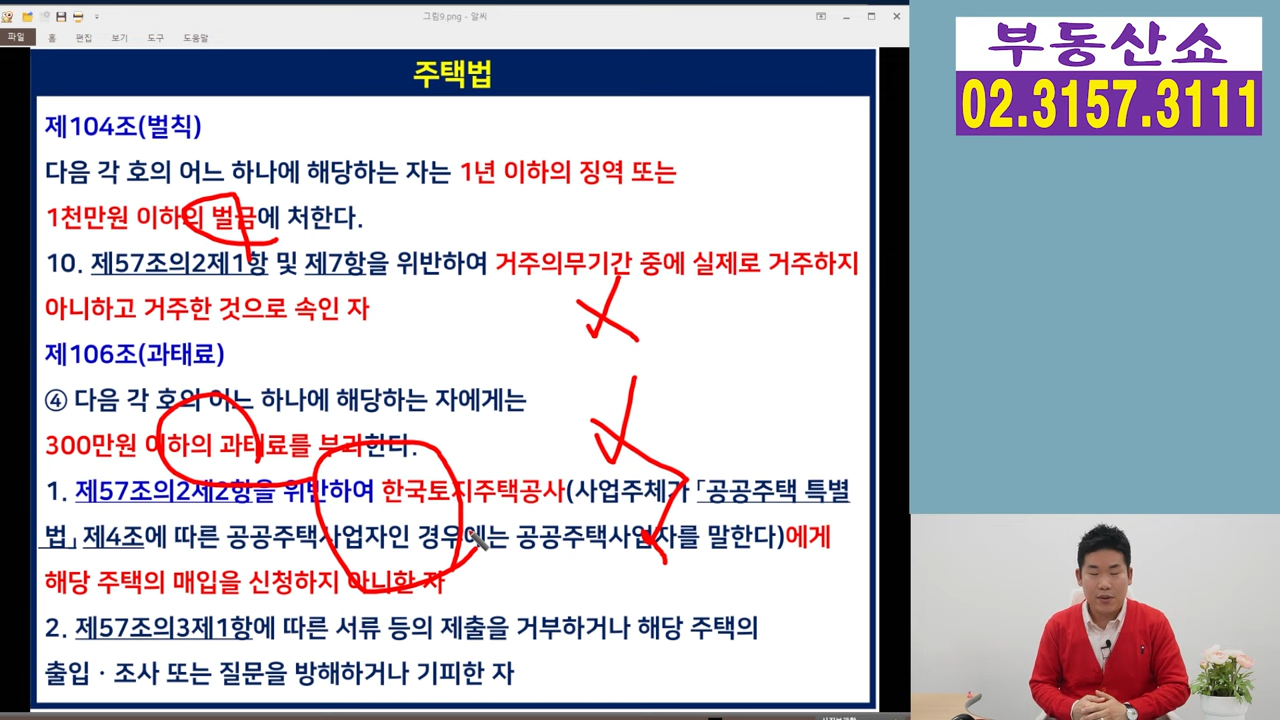 그림9.png - 알씨
파일 홈 편집 보기 도구 도움말
부동산쇼
02.3157.3111
주택법
제104조(벌칙)
다음 각 호의 어느 하나에 해당하는 자는 1년 이하의 징역 또는
1천만원 이하의 벌금에 처한다.
10. 제57조의2제1항 및 제7항을 위반하여 거주의무기간 중에 실제로 거주하지
아니하고 거주한 것으로 속인 자
제106조(과태료)
④ 다음 각 호의 어느 하나에 해당하는 자에게는
300만원 이하의 과태료를 부과한다.
1. 제57조의2제2항을 위반하여 한국토지주택공사(사업주체가 「공공주택 특별
법」 제4조에 따른 공공주택사업자인 경우에는 공공주택사업자를 말한다)에게
해당 주택의 매입을 신청하지 아니한 자
2. 제57조의3제1항에 따른 서류 등의 제출을 거부하거나 해당 주택의
출입ㆍ조사 또는 질문을 방해하거나 기피한 자